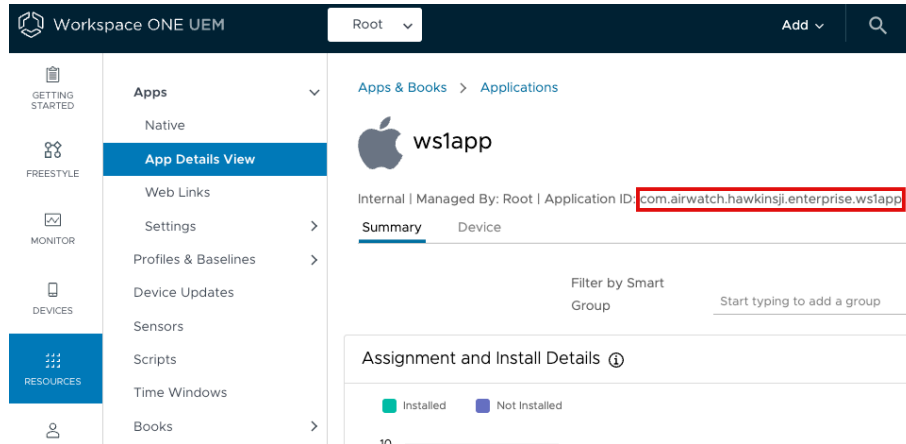 Workspace ONE UEM
Root
Add
GETTING
STARTED
FREESTYLE
MONITOR
DEVICES
RESOURCES
Apps
Native
App Details View
Web Links
Settings
Profiles & Baselines
Device Updates
Sensors
Scripts
Time Windows
Books
Apps & Books > Applications
ws1app
Internal | Managed By: Root | Application ID: com.airwatch.hawkinsji.enterprise.ws1app
Summary Device
Filter by Smart
Group
Start typing to add a group
Assignment and Install Details
Installed Not Installed
10